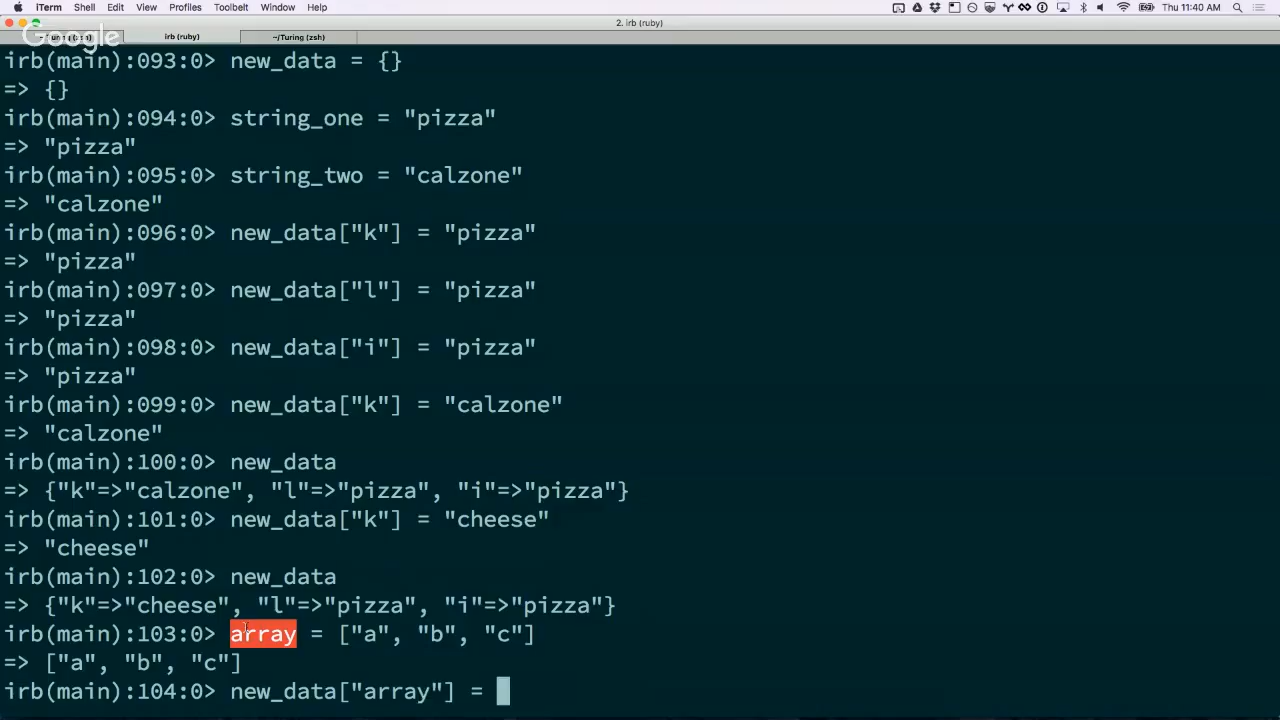 iTerm Shell Edit View Profiles Toolbelt Window Help Thu 11:40 AM
2. irb (ruby)
Google
irb (ruby) ~/Turing (zsh)
irb(main):093:0> new_data = {}
=> {}
irb(main):094:0> string_one = "pizza"
=> "pizza"
irb(main):095:0> string_two = "calzone"
=> "calzone"
irb(main):096:0> new_data["k"] = "pizza"
=> "pizza"
irb(main):097:0> new_data["l"] = "pizza"
=> "pizza"
irb(main):098:0> new_data["i"] = "pizza"
=> "pizza"
irb(main):099:0> new_data["k"] = "calzone"
=> "calzone"
irb(main):100:0> new_data
=> {"k"=>"calzone", "l"=>"pizza", "i"=>"pizza"}
irb(main):101:0> new_data["k"] = "cheese"
=> "cheese"
irb(main):102:0> new_data
=> {"k"=>"cheese", "l"=>"pizza", "i"=>"pizza"}
irb(main):103:0> array = ["a", "b", "c"]
=> ["a", "b", "c"]
irb(main):104:0> new_data["array"] =